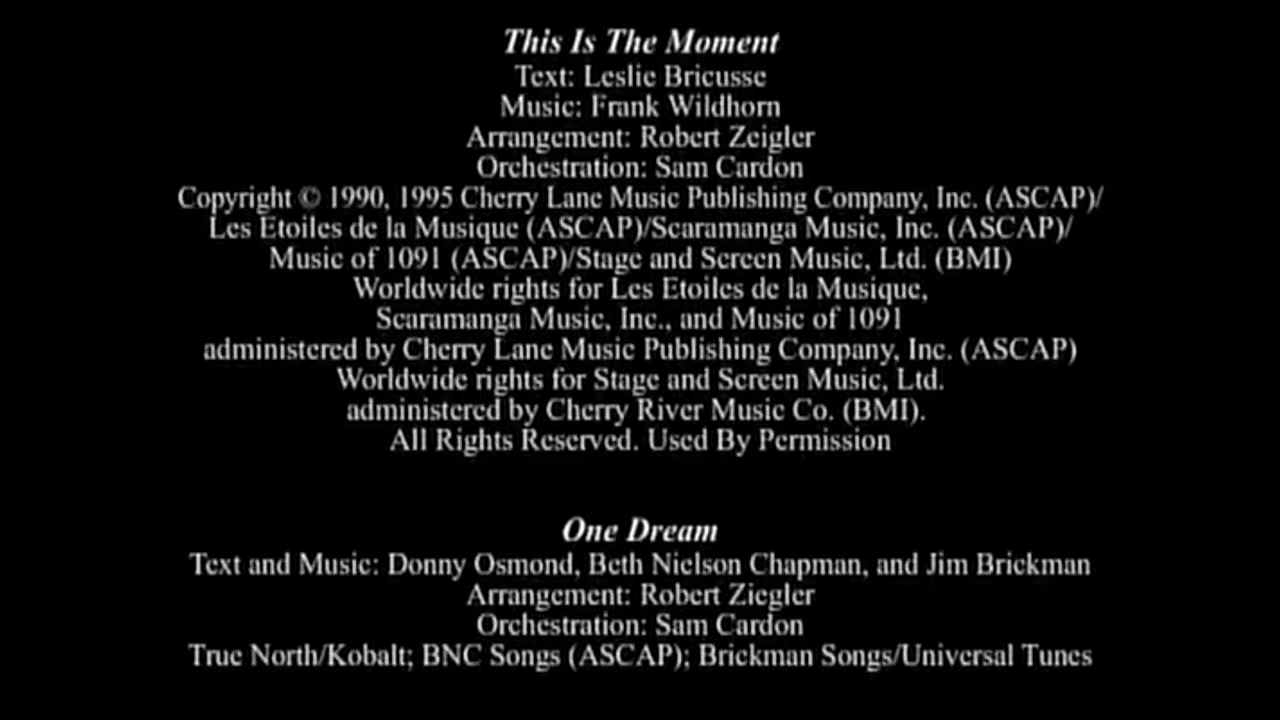 This Is The Moment
Text: Leslie Bricusse
Music: Frank Wildhorn
Arrangement: Robert Zeigler
Orchestration: Sam Cardon
Copyright © 1990, 1995 Cherry Lane Music Publishing Company, Inc. (ASCAP)/
Les Etoiles de la Musique (ASCAP)/Scaramanga Music, Inc. (ASCAP)/
Music of 1091 (ASCAP)/Stage and Screen Music, Ltd. (BMI)
Worldwide rights for Les Etoiles de la Musique,
Scaramanga Music, Inc., and Music of 1091
administered by Cherry Lane Music Publishing Company, Inc. (ASCAP)
Worldwide rights for Stage and Screen Music, Ltd.
administered by Cherry River Music Co. (BMI).
All Rights Reserved. Used By Permission
One Dream
Text and Music: Donny Osmond, Beth Nielson Chapman, and Jim Brickman
Arrangement: Robert Ziegler
Orchestration: Sam Cardon
True North/Kobalt; BNC Songs (ASCAP); Brickman Songs/Universal Tunes